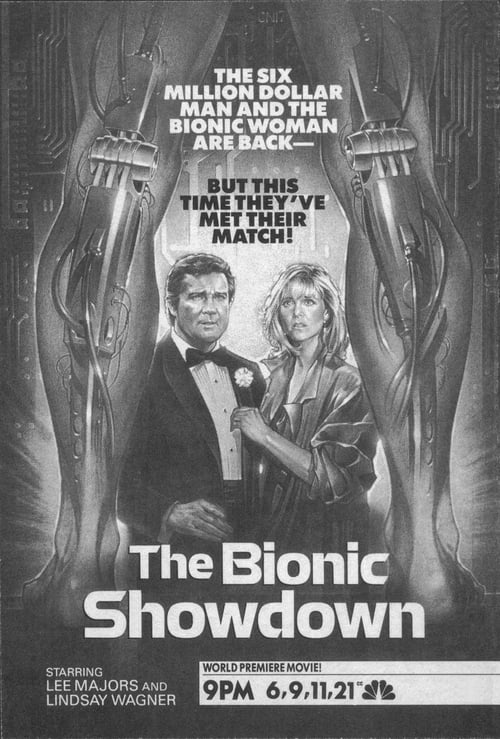 THE SIX
MILLION DOLLAR
MAN AND THE
BIONIC WOMAN
ARE BACK—
BUT THIS
TIME THEY'VE
MET THEIR
MATCH!
The Bionic
Showdown
STARRING
LEE MAJORS AND
LINDSAY WAGNER
WORLD PREMIERE MOVIE!
9PM 6,9,11,21